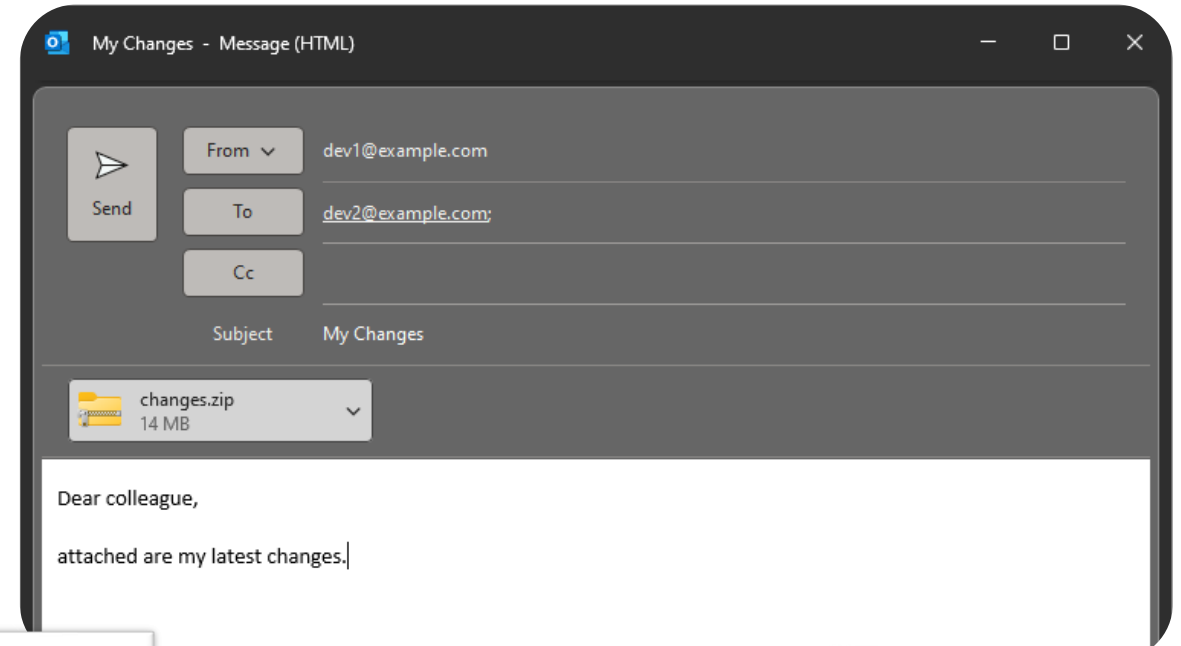 My Changes - Message (HTML)
From dev1@example.com
Send
To dev2@example.com;
Cc
Subject My Changes
changes.zip
14 MB
Dear colleague,
attached are my latest changes.